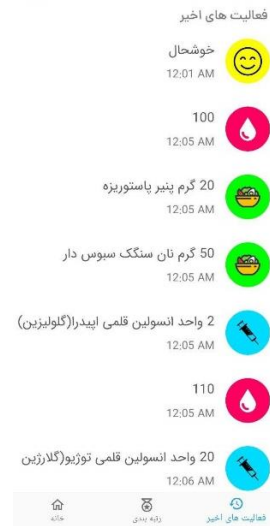 فعالیت های اخیر
خوشحال
12:01 AM
100
12:05 AM
20 گرم پنیر پاستوریزه
12:05 AM
50 گرم نان سنگک سبوس دار
12:05 AM
2 واحد انسولین قلمی اپیدرا(گلولیزین)
12:05 AM
110
12:05 AM
20 واحد انسولین قلمی توژیو(گلارژین
12:06 AM
فعالیت های اخیر
رتبه بندی
خانه